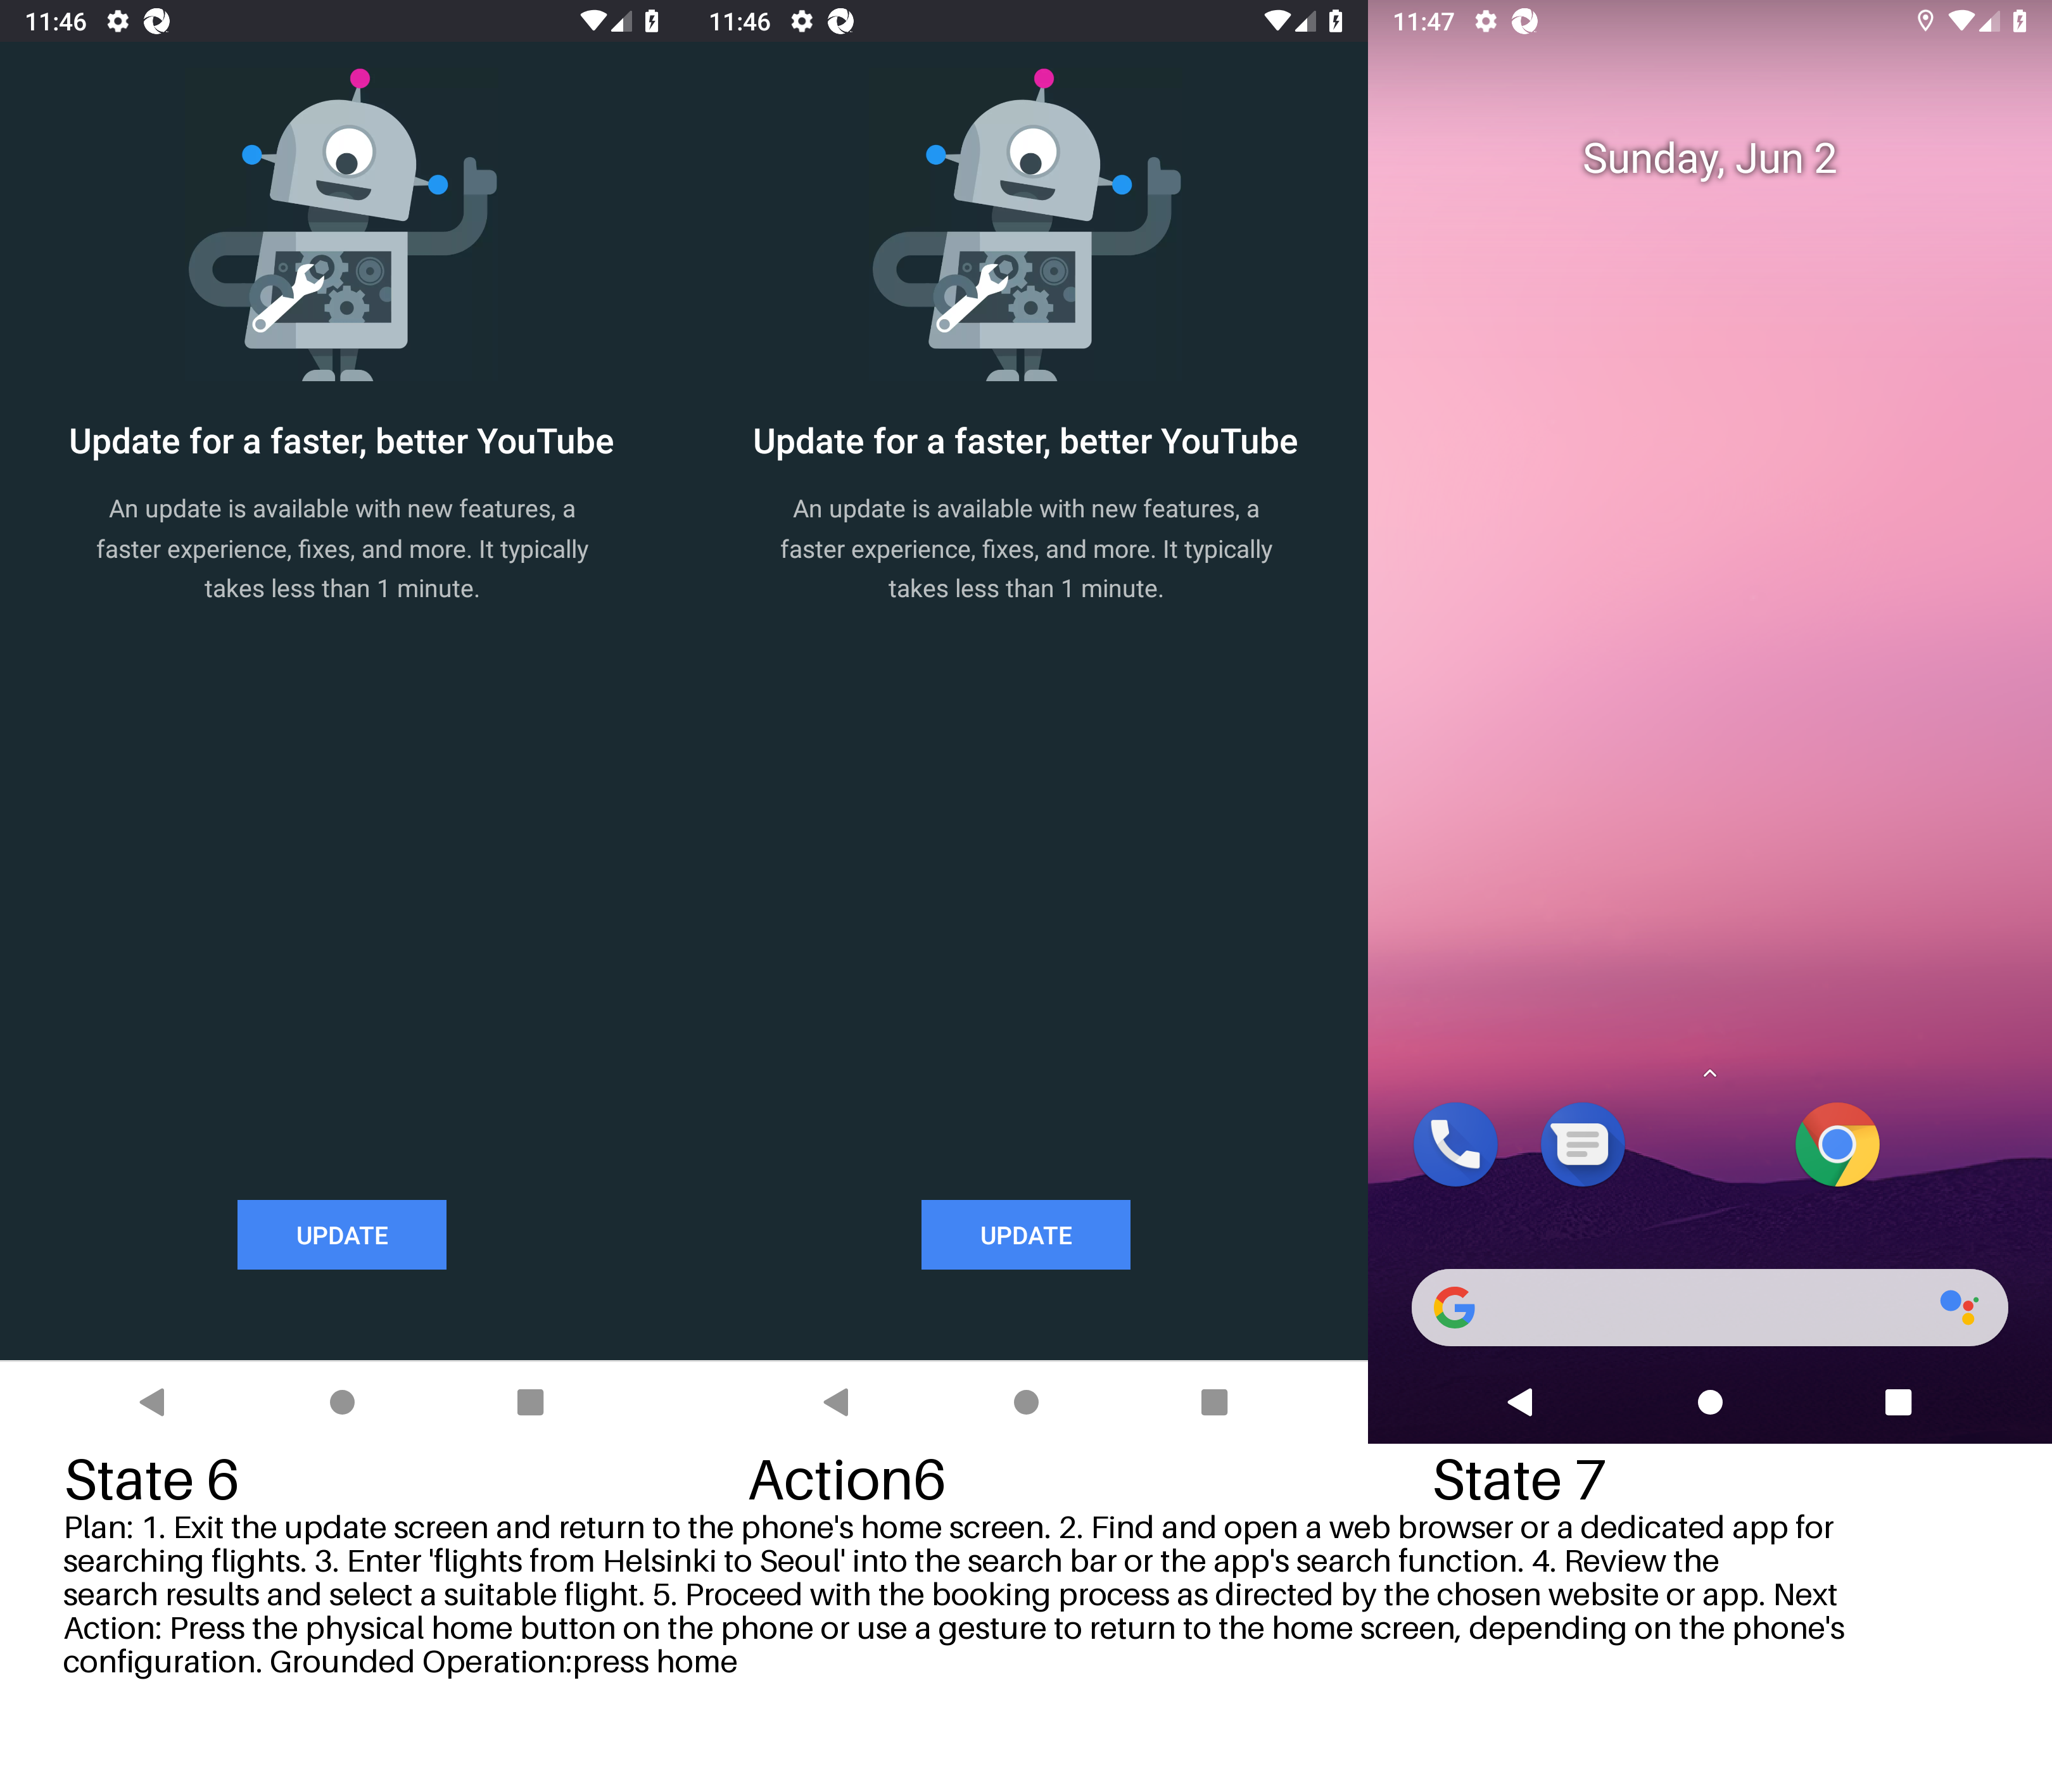 11:46
Update for a faster, better YouTube
An update is available with new features, a
faster experience, fixes, and more. It typically
takes less than 1 minute.
UPDATE
11:46
Update for a faster, better YouTube
An update is available with new features, a
faster experience, fixes, and more. It typically
takes less than 1 minute.
UPDATE
11:47
Sunday, Jun 2
State 6
Action6
State 7
Plan: 1. Exit the update screen and return to the phone's home screen. 2. Find and open a web browser or a dedicated app for
searching flights. 3. Enter 'flights from Helsinki to Seoul' into the search bar or the app's search function. 4. Review the
search results and select a suitable flight. 5. Proceed with the booking process as directed by the chosen website or app. Next
Action: Press the physical home button on the phone or use a gesture to return to the home screen, depending on the phone's
configuration. Grounded Operation:press home